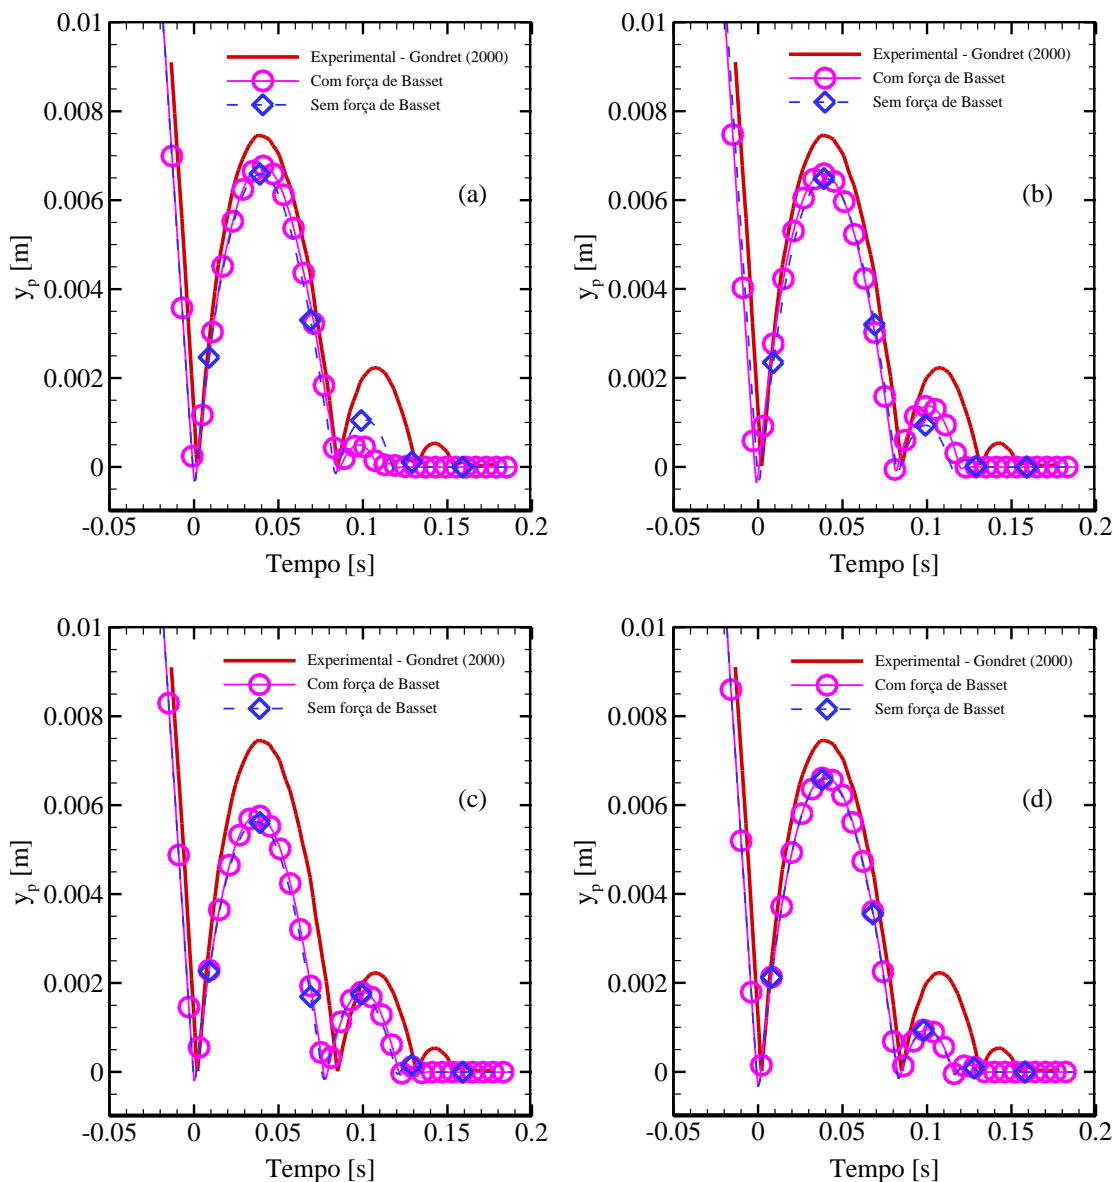 0.01
0.008
0.006
0.004
0.002
0
-0.05 0 0.05 0.1 0.15 0.2
Tempo [s]
y_p [m]
Experimental - Gondret (2000)
Com força de Basset
Sem força de Basset
(a)
0.01
0.008
0.006
0.004
0.002
0
-0.05 0 0.05 0.1 0.15 0.2
Tempo [s]
y_p [m]
Experimental - Gondret (2000)
Com força de Basset
Sem força de Basset
(b)
0.01
0.008
0.006
0.004
0.002
0
-0.05 0 0.05 0.1 0.15 0.2
Tempo [s]
y_p [m]
Experimental - Gondret (2000)
Com força de Basset
Sem força de Basset
(c)
0.01
0.008
0.006
0.004
0.002
0
-0.05 0 0.05 0.1 0.15 0.2
Tempo [s]
y_p [m]
Experimental - Gondret (2000)
Com força de Basset
Sem força de Basset
(d)